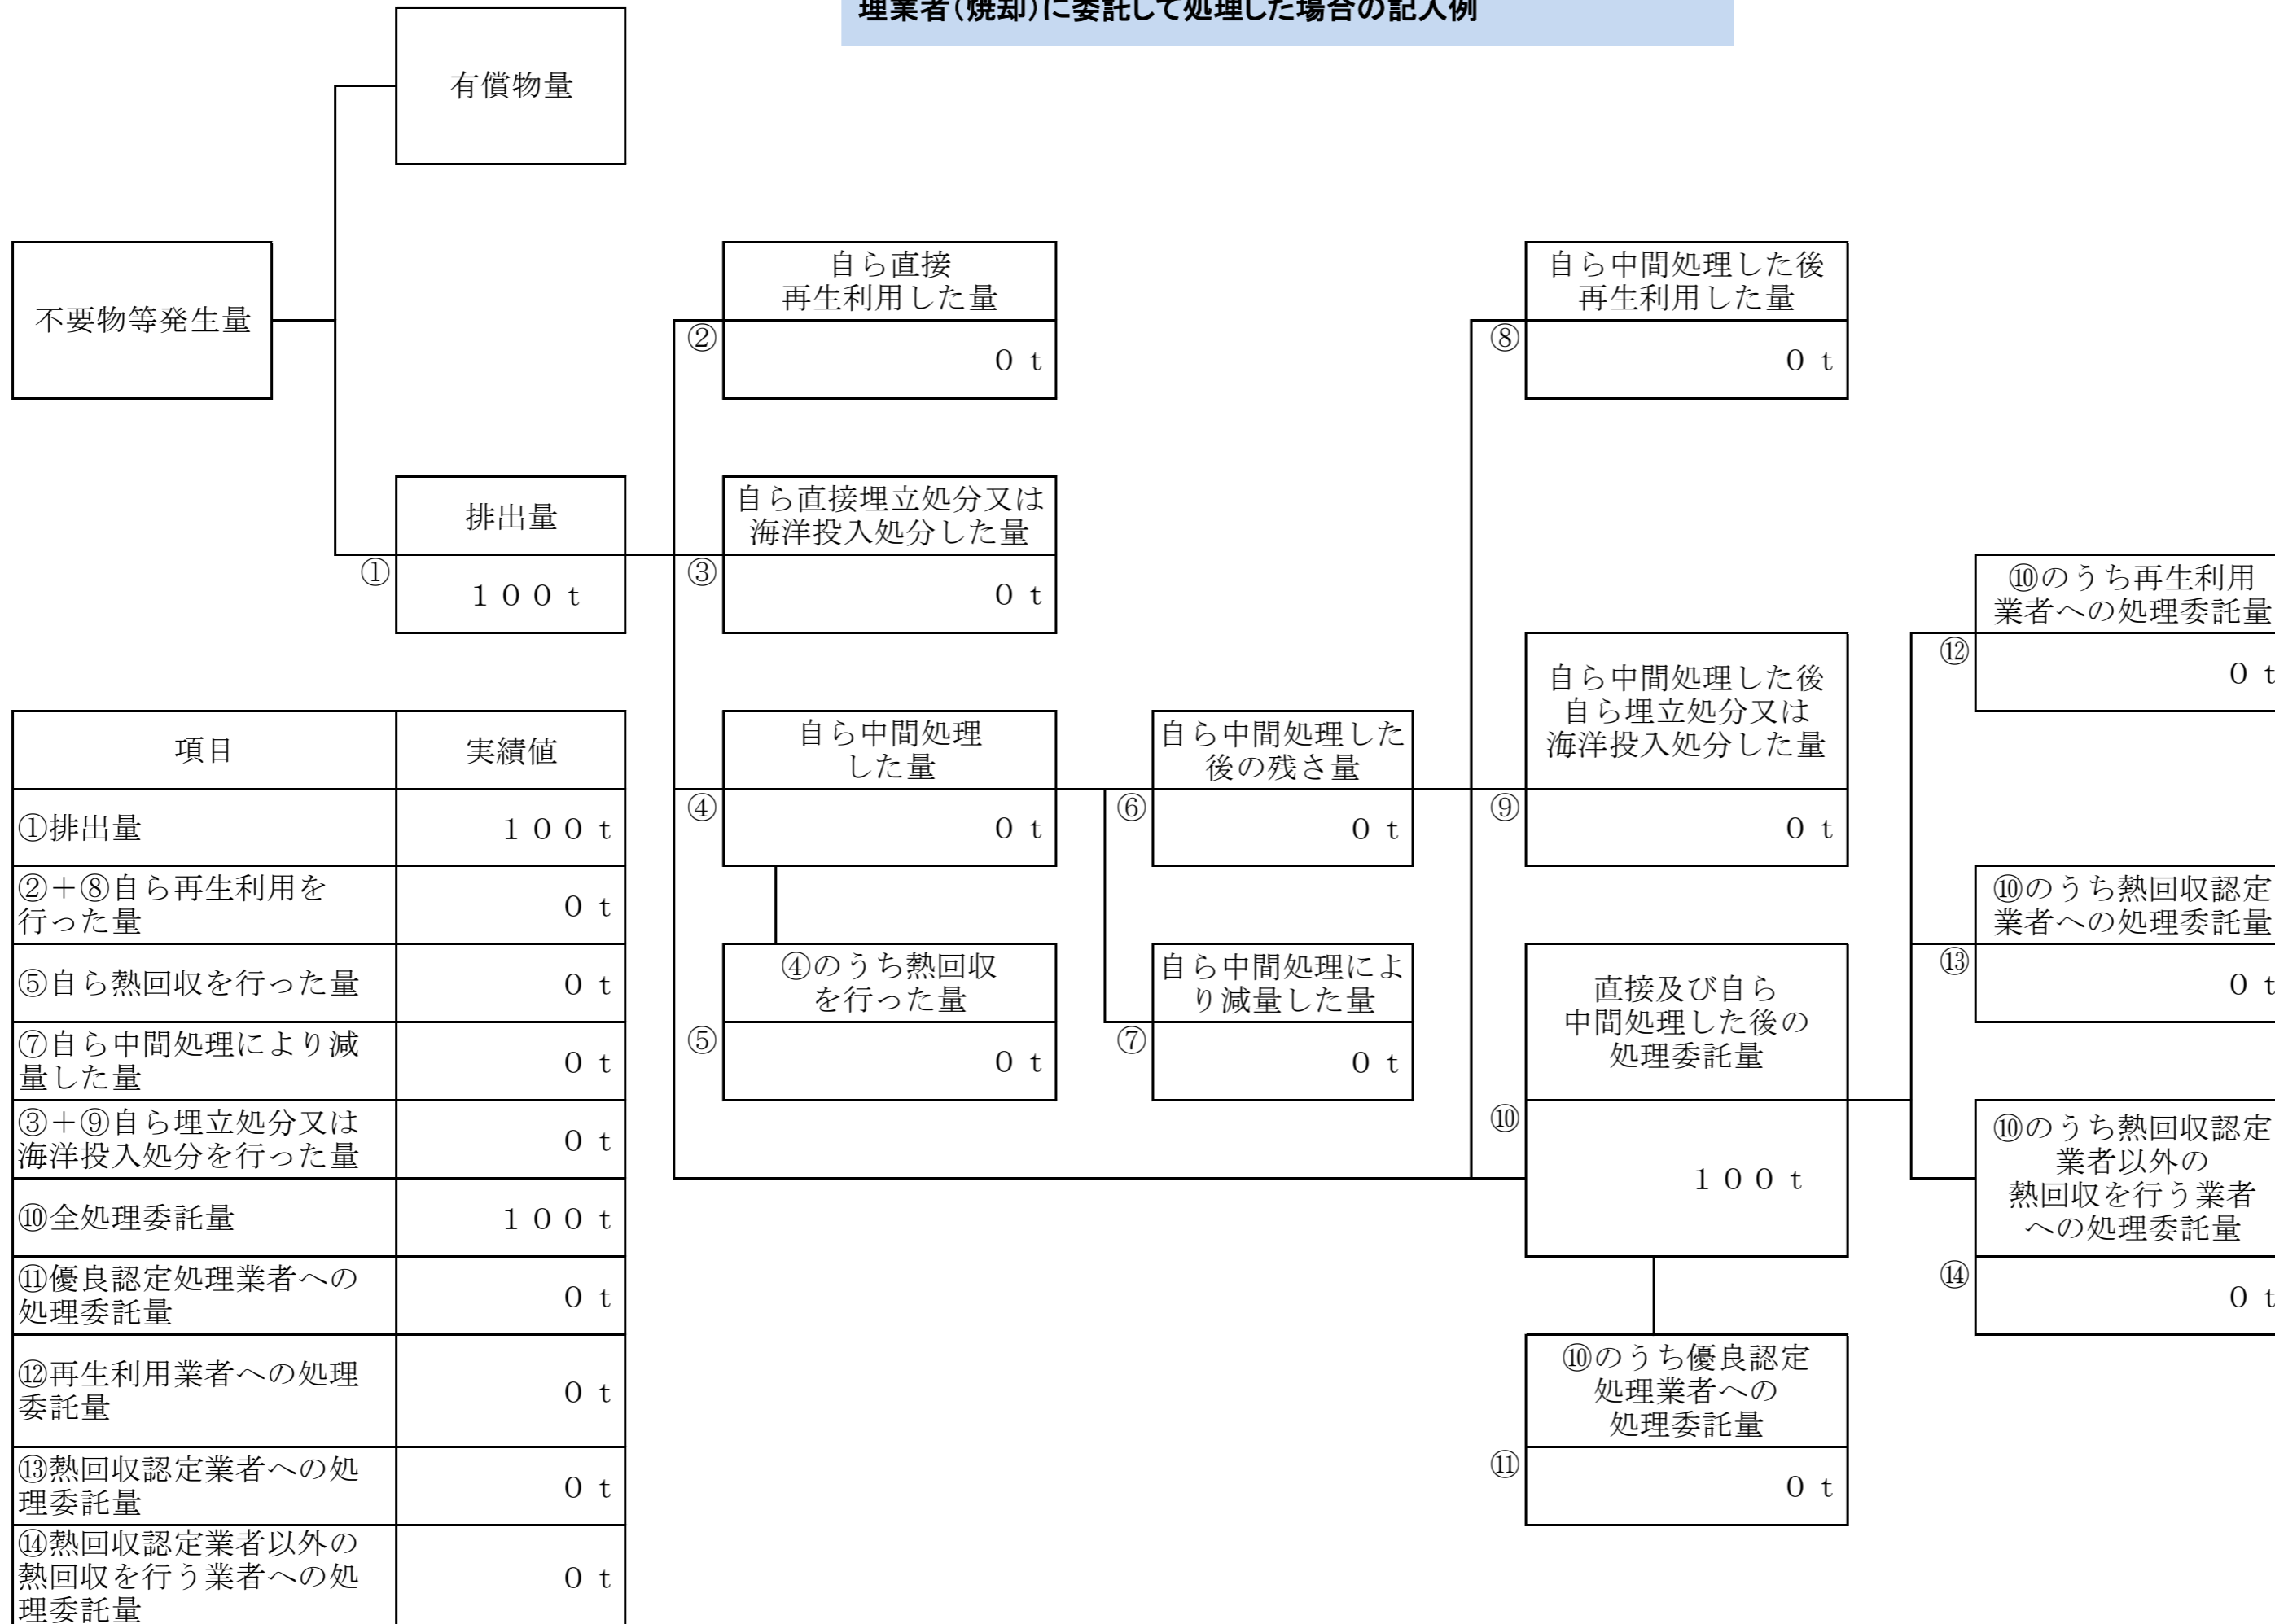 理業者（焼却）に委託して処理した場合の記入例
有償物量
不要物等発生量
排出量
①
１００ｔ
自ら直接
再生利用した量
②
０ｔ
自ら直接埋立処分又は
海洋投入処分した量
③
０ｔ
自ら中間処理
した量
④
０ｔ
④のうち熱回収
を行った量
⑤
０ｔ
自ら中間処理した
後の残さ量
⑥
０ｔ
自ら中間処理によ
り減量した量
⑦
０ｔ
自ら中間処理した後
再生利用した量
⑧
０ｔ
自ら中間処理した後
自ら埋立処分又は
海洋投入処分した量
⑨
０ｔ
直接及び自ら
中間処理した後の
処理委託量
⑩
１００ｔ
⑩のうち優良認定
処理業者への
処理委託量
⑪
０ｔ
⑩のうち再生利用
業者への処理委託量
⑫
０ｔ
⑩のうち熱回収認定
業者への処理委託量
⑬
０ｔ
⑩のうち熱回収認定
業者以外の
熱回収を行う業者
への処理委託量
⑭
０ｔ
項目 実績値
①排出量 １００ｔ
②＋⑧自ら再生利用を
行った量 ０ｔ
⑤自ら熱回収を行った量 ０ｔ
⑦自ら中間処理により減
量した量 ０ｔ
③＋⑨自ら埋立処分又は
海洋投入処分を行った量 ０ｔ
⑩全処理委託量 １００ｔ
⑪優良認定処理業者への
処理委託量 ０ｔ
⑫再生利用業者への処理
委託量 ０ｔ
⑬熱回収認定業者への処
理委託量 ０ｔ
⑭熱回収認定業者以外の
熱回収を行う業者への処
理委託量 ０ｔ